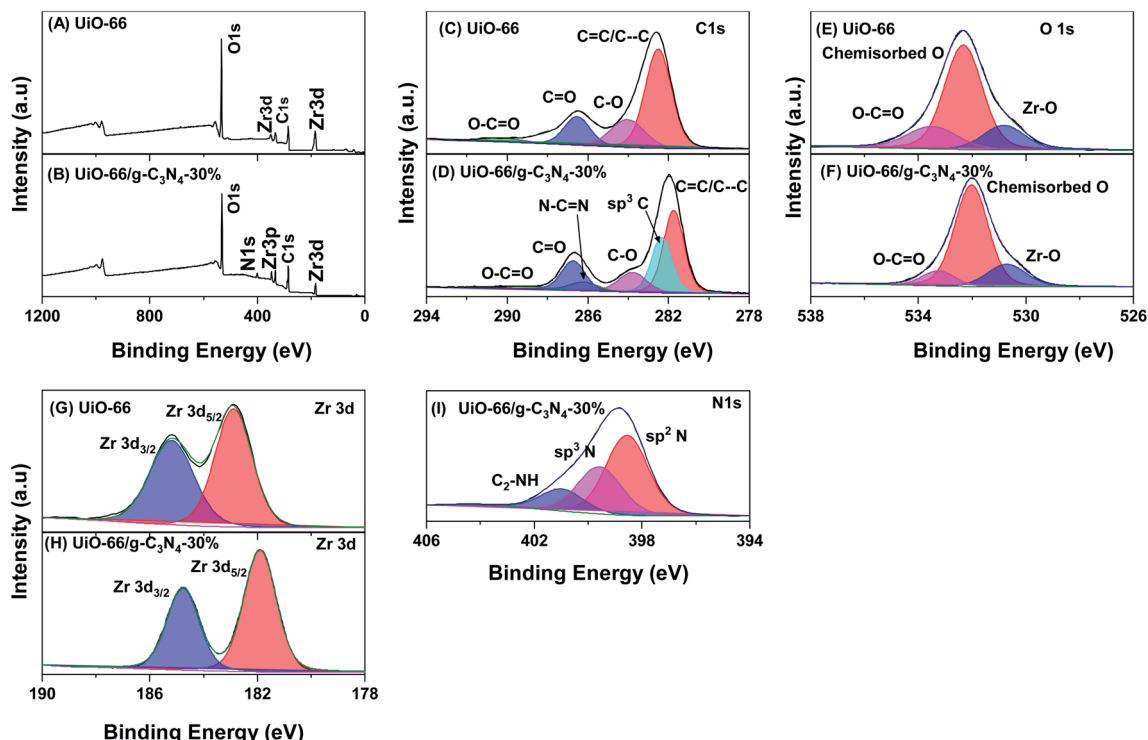 (A) UiO-66
O1s
Zr3d
C1s
Zr3d
(B) UiO-66/g-C₃N₄-30%
O1s
N1s
Zr3p
C1s
Zr3d
Intensity (a.u)
1200 800 400 0
Binding Energy (eV)
(C) UiO-66
C1s
C=C/C--C
C=O
C-O
O-C=O
(D) UiO-66/g-C₃N₄-30%
C=C/C--C
N-C=N
sp³ C
C=O
C-O
O-C=O
Intensity (a.u.)
294 290 286 282 278
Binding Energy (eV)
(E) UiO-66
O 1s
Chemisorbed O
O-C=O
Zr-O
(F) UiO-66/g-C₃N₄-30%
Chemisorbed O
O-C=O
Zr-O
Intensity (a.u.)
538 534 530 526
Binding Energy (eV)
(G) UiO-66
Zr 3d
Zr 3d₅/₂
Zr 3d₃/₂
(H) UiO-66/g-C₃N₄-30%
Zr 3d
Zr 3d₅/₂
Zr 3d₃/₂
Intensity (a.u)
190 186 182 178
Binding Energy (eV)
(I) UiO-66/g-C₃N₄-30%
N1s
sp² N
sp³ N
C₂-NH
Intensity (a.u)
406 402 398 394
Binding Energy (eV)